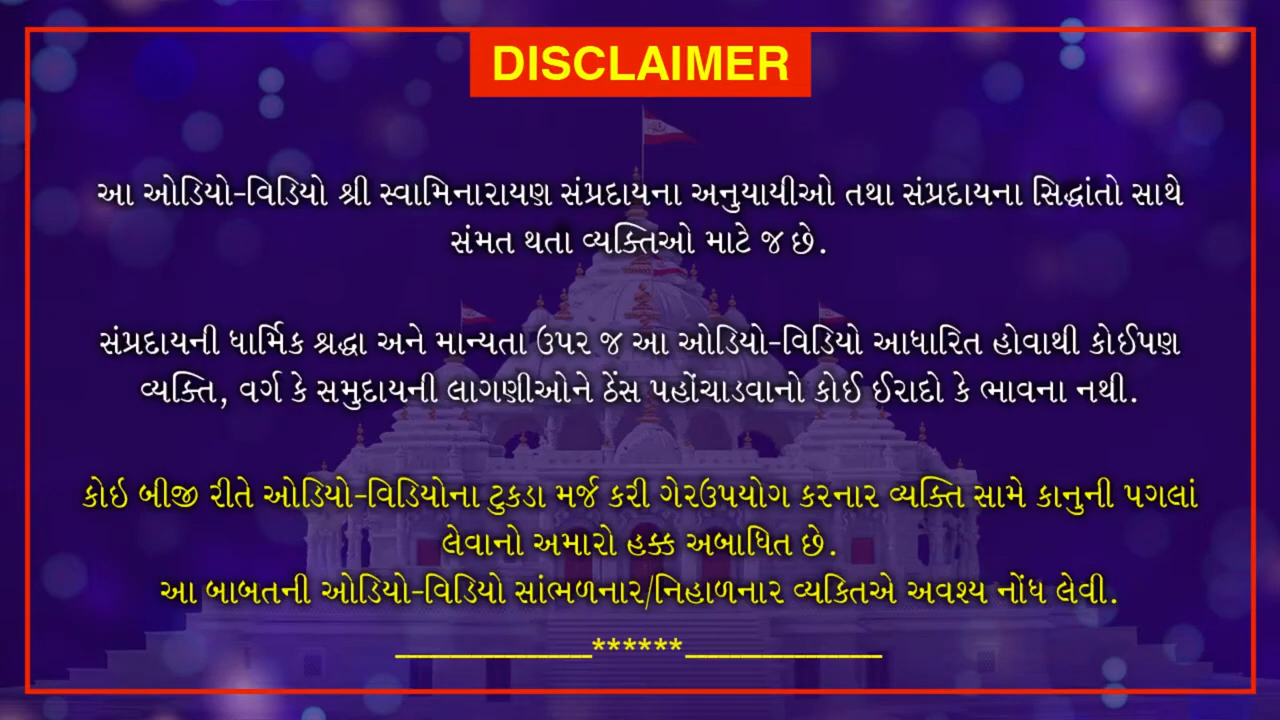 DISCLAIMER
આ ઓડિયો-વિડિયો શ્રી સ્વામિનારાયણ સંપ્રદાયના અનુયાયીઓ તથા સંપ્રદાયના સિદ્ધાંતો સાથે
સંમત થતા વ્યક્તિઓ માટે જ છે.
સંપ્રદાયની ધાર્મિક શ્રદ્ધા અને માન્યતા ઉપર જ આ ઓડિયો-વિડિયો આધારિત હોવાથી કોઈપણ
વ્યક્તિ, વર્ગ કે સમુદાયની લાગણીઓને ઠેંસ પહોંચાડવાનો કોઈ ઈરાદો કે ભાવના નથી.
કોઇ બીજી રીતે ઓડિયો-વિડિયોના ટુકડા મર્જ કરી ગેરઉપયોગ કરનાર વ્યક્તિ સામે કાનુની પગલાં
લેવાનો અમારો હક્ક અબાધિત છે.
આ બાબતની ઓડિયો-વિડિયો સાંભળનાર/નિહાળનાર વ્યકિતએ અવશ્ય નોંધ લેવી.
_________________******_________________